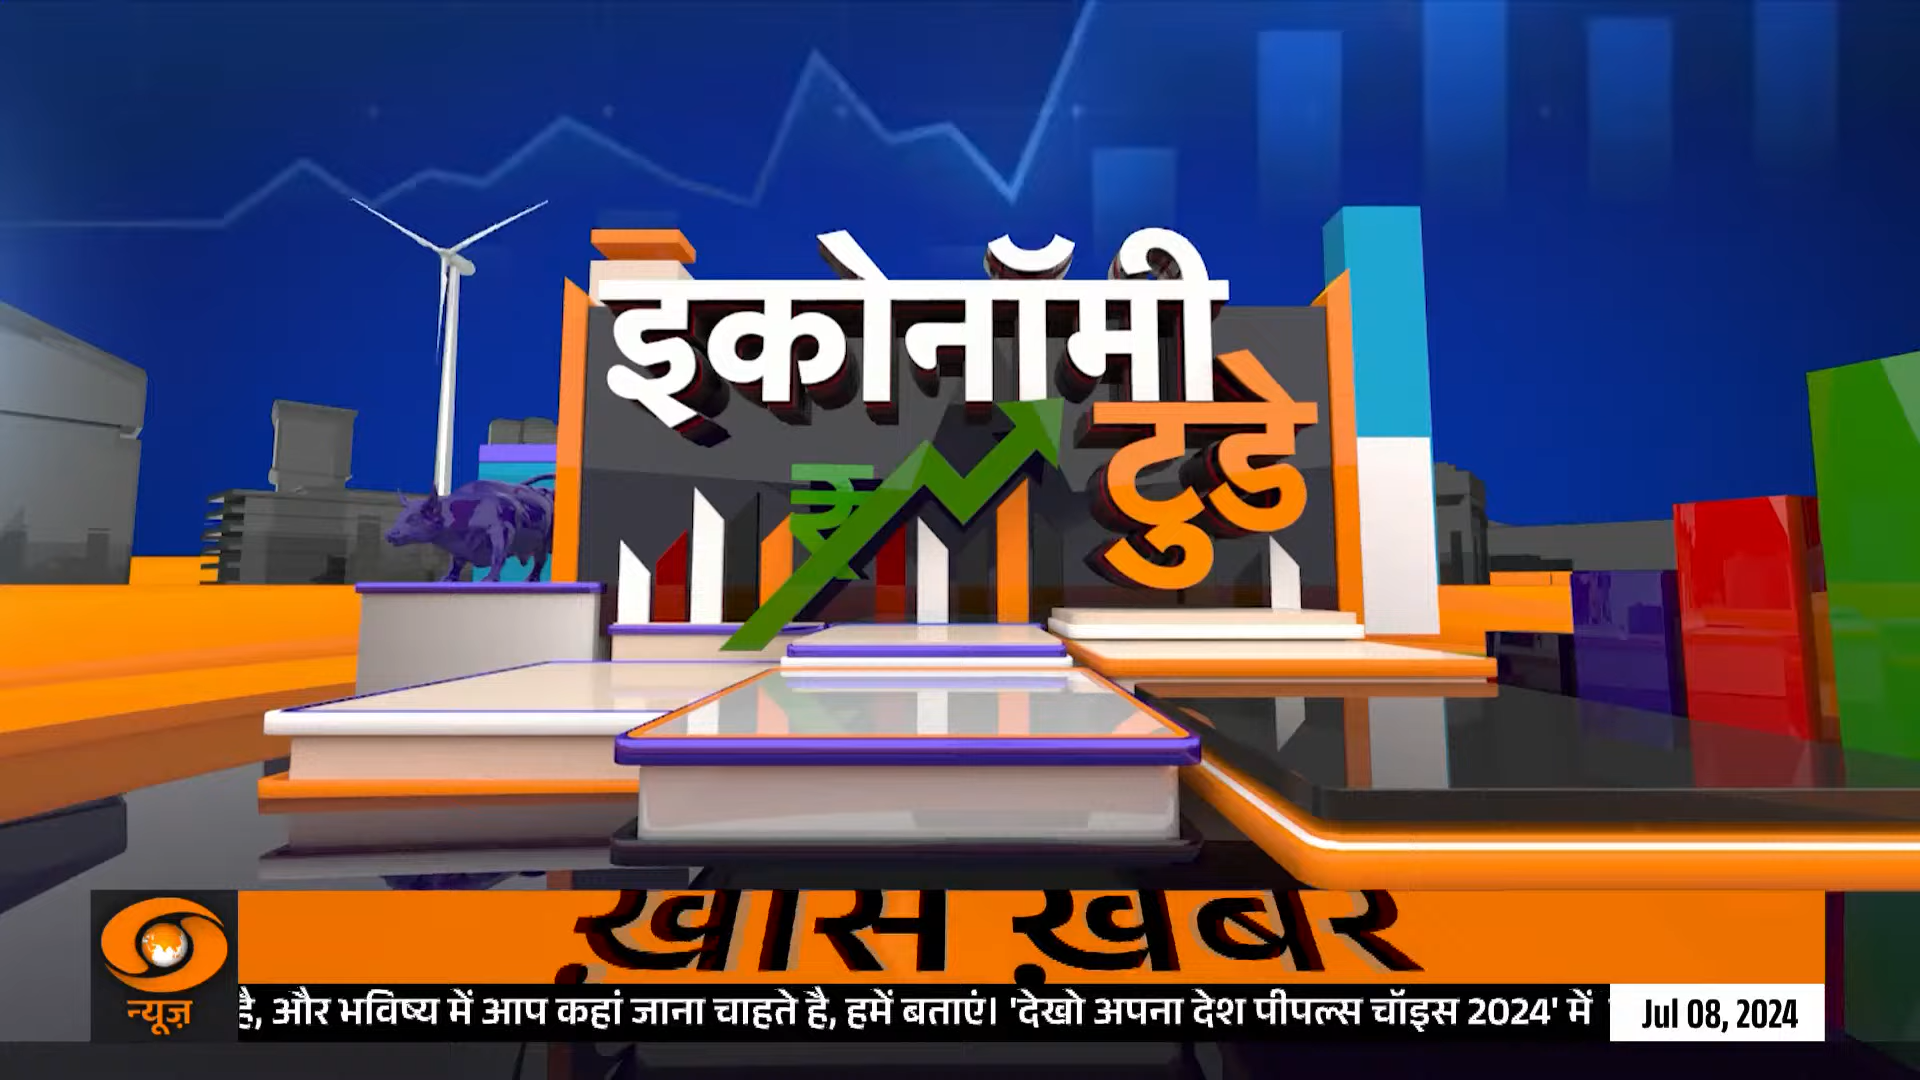 इकोनॉमी
टुडे
ख़ास ख़बर
न्यूज़
है, और भविष्य में आप कहां जाना चाहते है, हमें बताएं। 'देखो अपना देश पीपल्स चॉइस 2024' में
Jul 08, 2024